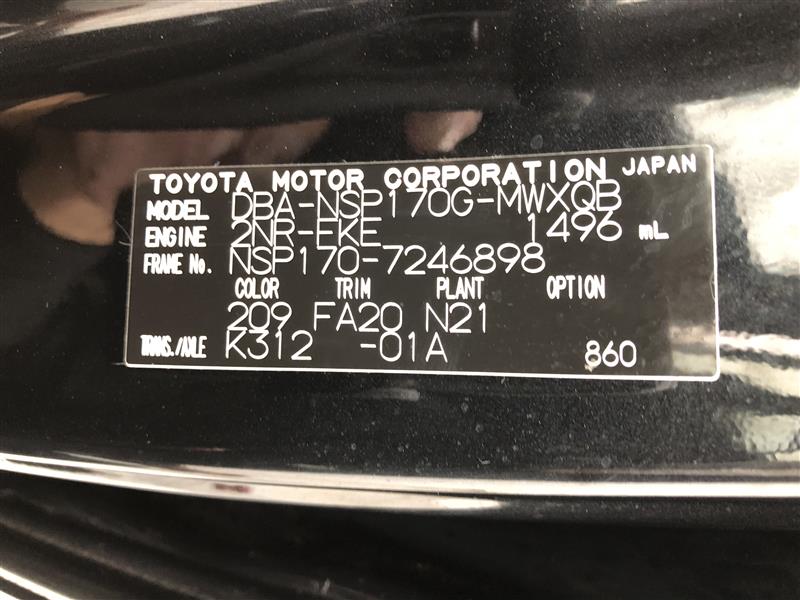 TOYOTA MOTOR CORPORATION JAPAN
MODEL DBA-NSP170G-MWXQB
ENGINE 2NR-EKE 1496 mL
FRAME No. NSP170-7246898
COLOR TRIM PLANT OPTION
209 FA20 N21
TRANS./AXLE K312 -01A 860